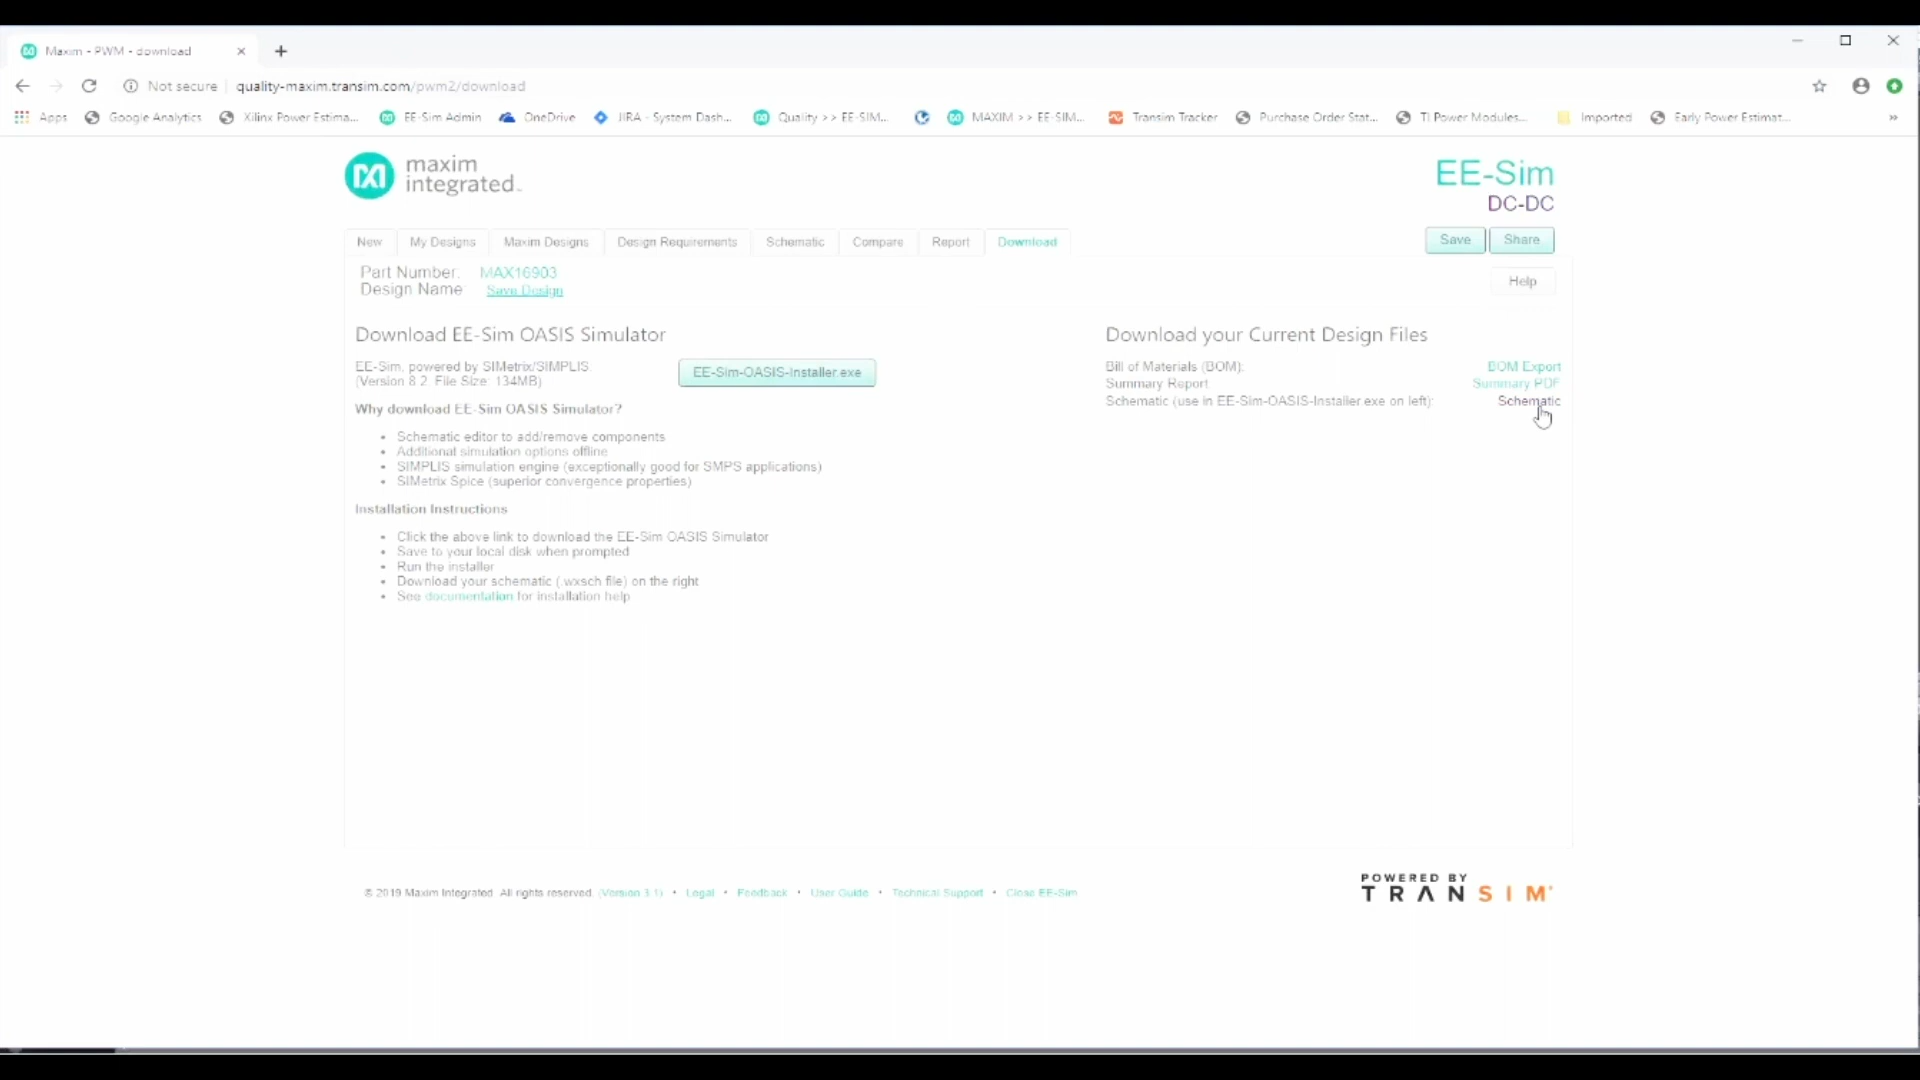 Maxim - PWM - download
Not secure quality-maxim.transim.com/pwm2/download
Apps Google Analytics Xilinx Power Estima... EE-Sim Admin OneDrive JIRA - System Dash... Quality >> EE-SIM... MAXIM >> EE-SIM... Transim Tracker Purchase Order Stat... TI Power Modules... Imported Early Power Estimat... »
maxim
integrated™
EE-Sim
DC-DC
New My Designs Maxim Designs Design Requirements Schematic Compare Report Download Save Share
Part Number: MAX16903
Design Name: Save Design
Help
Download EE-Sim OASIS Simulator
EE-Sim, powered by SIMetrix/SIMPLIS.
(Version 8.2. File Size: 134MB)
EE-Sim-OASIS-Installer.exe
Why download EE-Sim OASIS Simulator?
• Schematic editor to add/remove components
• Additional simulation options offline
• SIMPLIS simulation engine (exceptionally good for SMPS applications)
• SIMetrix Spice (superior convergence properties)
Installation Instructions
• Click the above link to download the EE-Sim OASIS Simulator
• Save to your local disk when prompted
• Run the installer
• Download your schematic (.wxsch file) on the right
• See documentation for installation help
Download your Current Design Files
Bill of Materials (BOM): BOM Export
Summary Report Summary PDF
Schematic (use in EE-Sim-OASIS-Installer.exe on left): Schematic
© 2019 Maxim Integrated. All rights reserved. (Version 3.1) • Legal • Feedback • User Guide • Technical Support • Close EE-Sim
POWERED BY
TRANSIM